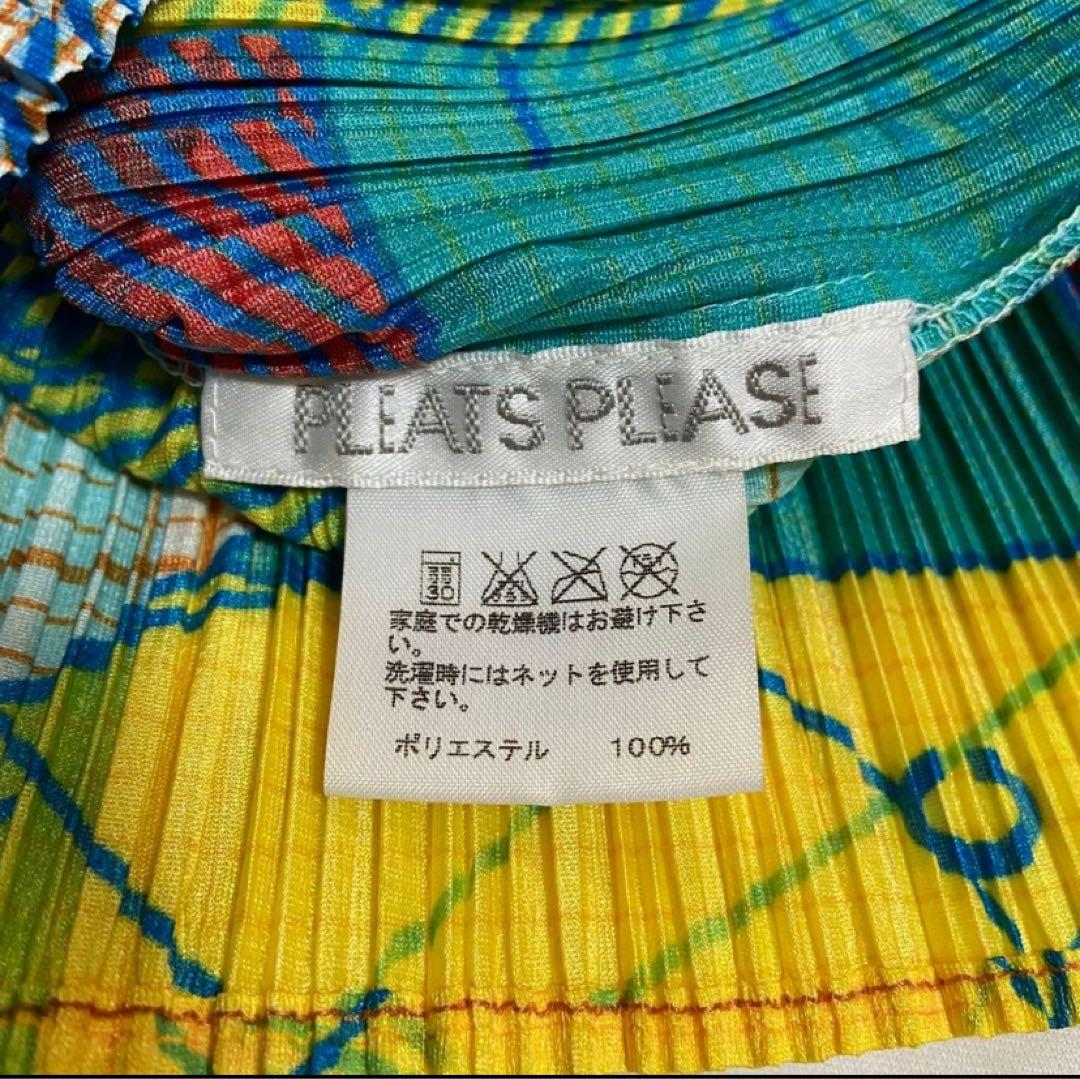 PLEATS PLEASE
30
家庭での乾燥機はお避け下さ
い。
洗濯時にはネットを使用して
下さい。
ポリエステル 100%